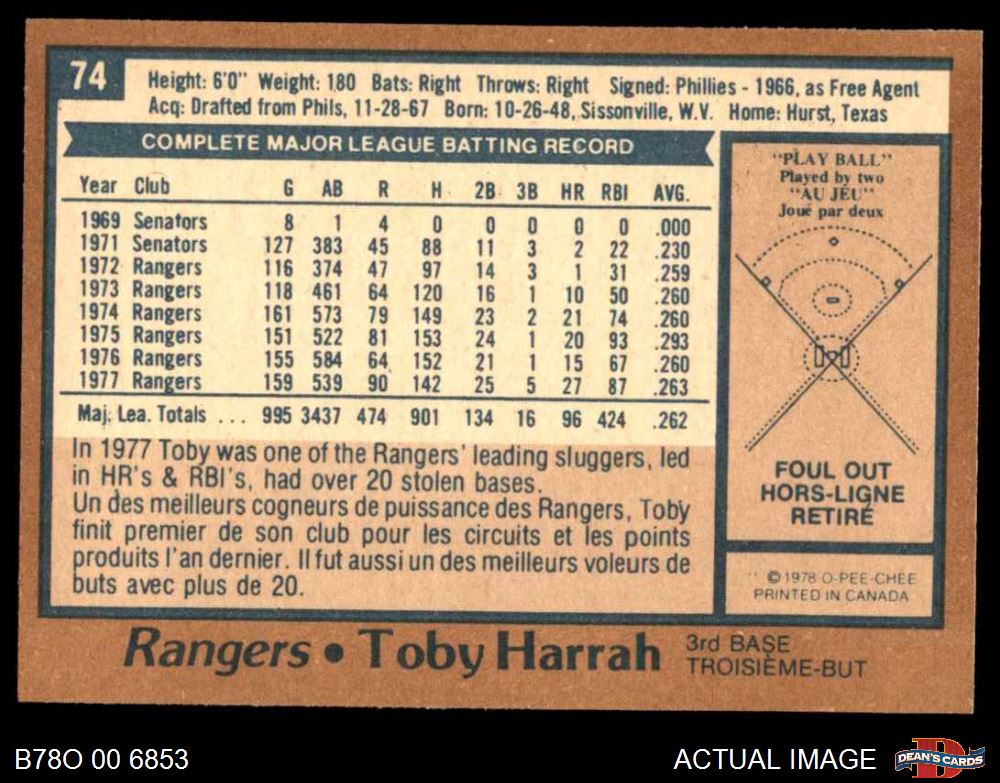 74
Height: 6'0" Weight: 180 Bats: Right Throws: Right Signed: Phillies - 1966, as Free Agent
Acq: Drafted from Phils, 11-28-67 Born: 10-26-48, Sissonville, W.V. Home: Hurst, Texas
COMPLETE MAJOR LEAGUE BATTING RECORD
Year Club G AB R H 2B 3B HR RBI AVG.
1969 Senators 8 1 4 0 0 0 0 0 .000
1971 Senators 127 383 45 88 11 3 2 22 .230
1972 Rangers 116 374 47 97 14 3 1 31 .259
1973 Rangers 118 461 64 120 16 1 10 50 .260
1974 Rangers 161 573 79 149 23 2 21 74 .260
1975 Rangers 151 522 81 153 24 1 20 93 .293
1976 Rangers 155 584 64 152 21 1 15 67 .260
1977 Rangers 159 539 90 142 25 5 27 87 .263
Maj. Lea. Totals ... 995 3437 474 901 134 16 96 424 .262
In 1977 Toby was one of the Rangers' leading sluggers, led
in HR's & RBI's, had over 20 stolen bases.
Un des meilleurs cogneurs de puissance des Rangers, Toby
finit premier de son club pour les circuits et les points
produits l'an dernier. Il fut aussi un des meilleurs voleurs de
buts avec plus de 20.
"PLAY BALL"
Played by two
"AU JEU"
Joué par deux
FOUL OUT
HORS-LIGNE
RETIRÉ
© 1978 O-PEE-CHEE
PRINTED IN CANADA
Rangers • Toby Harrah
3rd BASE
TROISIÈME-BUT
B78O 00 6853
ACTUAL IMAGE
D
DEAN'S CARDS